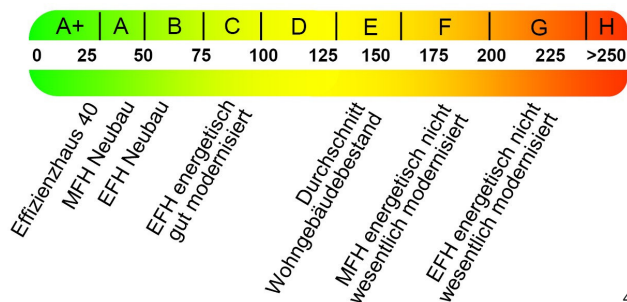 A+ A B C D E F G H
0 25 50 75 100 125 150 175 200 225 >250
Effizienzhaus 40
MFH Neubau
EFH Neubau
EFH energetisch
gut modernisiert
Durchschnitt
Wohngebäudebestand
MFH energetisch nicht
wesentlich modernisiert
EFH energetisch nicht
wesentlich modernisiert